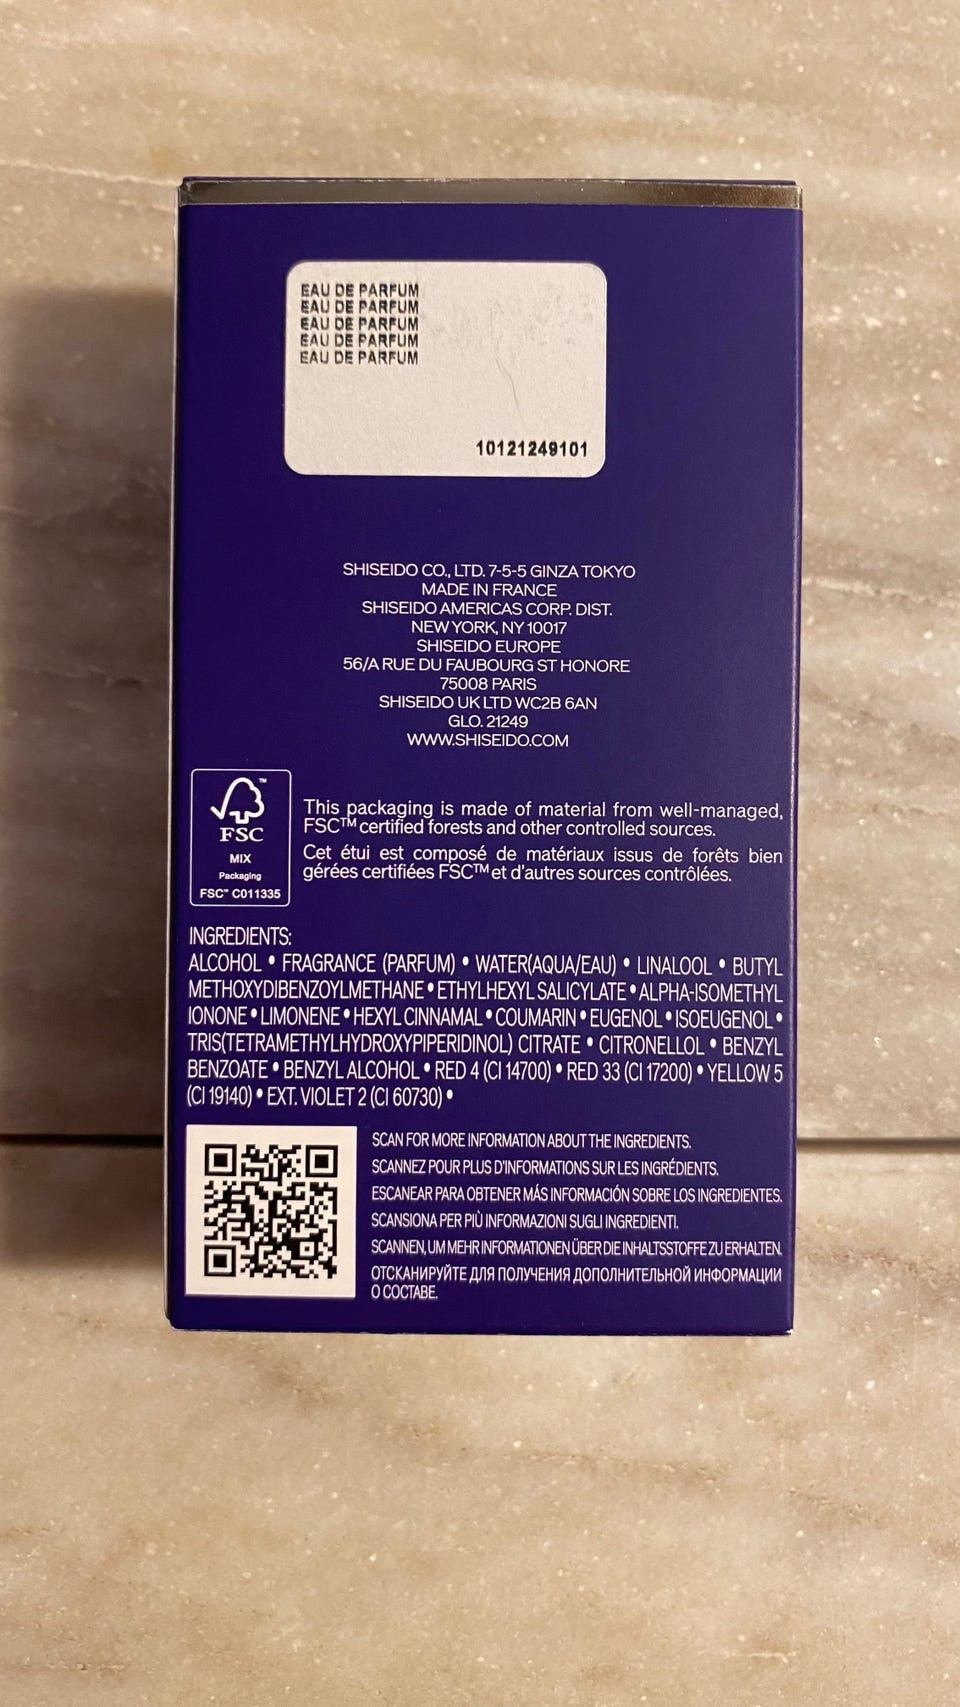 EAU DE PARFUM
EAU DE PARFUM
EAU DE PARFUM
EAU DE PARFUM
EAU DE PARFUM
10121249101
SHISEIDO CO., LTD. 7-5-5 GINZA TOKYO
MADE IN FRANCE
SHISEIDO AMERICAS CORP. DIST.
NEW YORK, NY 10017
SHISEIDO EUROPE
56/A RUE DU FAUBOURG ST HONORE
75008 PARIS
SHISEIDO UK LTD WC2B 6AN
GLO. 21249
WWW.SHISEIDO.COM
™
FSC
MIX
Packaging
FSC™ C011335
This packaging is made of material from well-managed,
FSC™ certified forests and other controlled sources.
Cet étui est composé de matériaux issus de forêts bien
gérées certifiées FSC™ et d'autres sources contrôlées.
INGREDIENTS:
ALCOHOL • FRAGRANCE (PARFUM) • WATER(AQUA/EAU) • LINALOOL • BUTYL
METHOXYDIBENZOYLMETHANE • ETHYLHEXYL SALICYLATE • ALPHA-ISOMETHYL
IONONE • LIMONENE • HEXYL CINNAMAL • COUMARIN • EUGENOL • ISOEUGENOL •
TRIS(TETRAMETHYLHYDROXYPIPERIDINOL) CITRATE • CITRONELLOL • BENZYL
BENZOATE • BENZYL ALCOHOL • RED 4 (CI 14700) • RED 33 (CI 17200) • YELLOW 5
(CI 19140) • EXT. VIOLET 2 (CI 60730) •
SCAN FOR MORE INFORMATION ABOUT THE INGREDIENTS.
SCANNEZ POUR PLUS D'INFORMATIONS SUR LES INGRÉDIENTS.
ESCANEAR PARA OBTENER MÁS INFORMACIÓN SOBRE LOS INGREDIENTES.
SCANSIONA PER PIÙ INFORMAZIONI SUGLI INGREDIENTI.
SCANNEN, UM MEHR INFORMATIONEN ÜBER DIE INHALTSSTOFFE ZU ERHALTEN.
ОТСКАНИРУЙТЕ ДЛЯ ПОЛУЧЕНИЯ ДОПОЛНИТЕЛЬНОЙ ИНФОРМАЦИИ
О СОСТАВЕ.